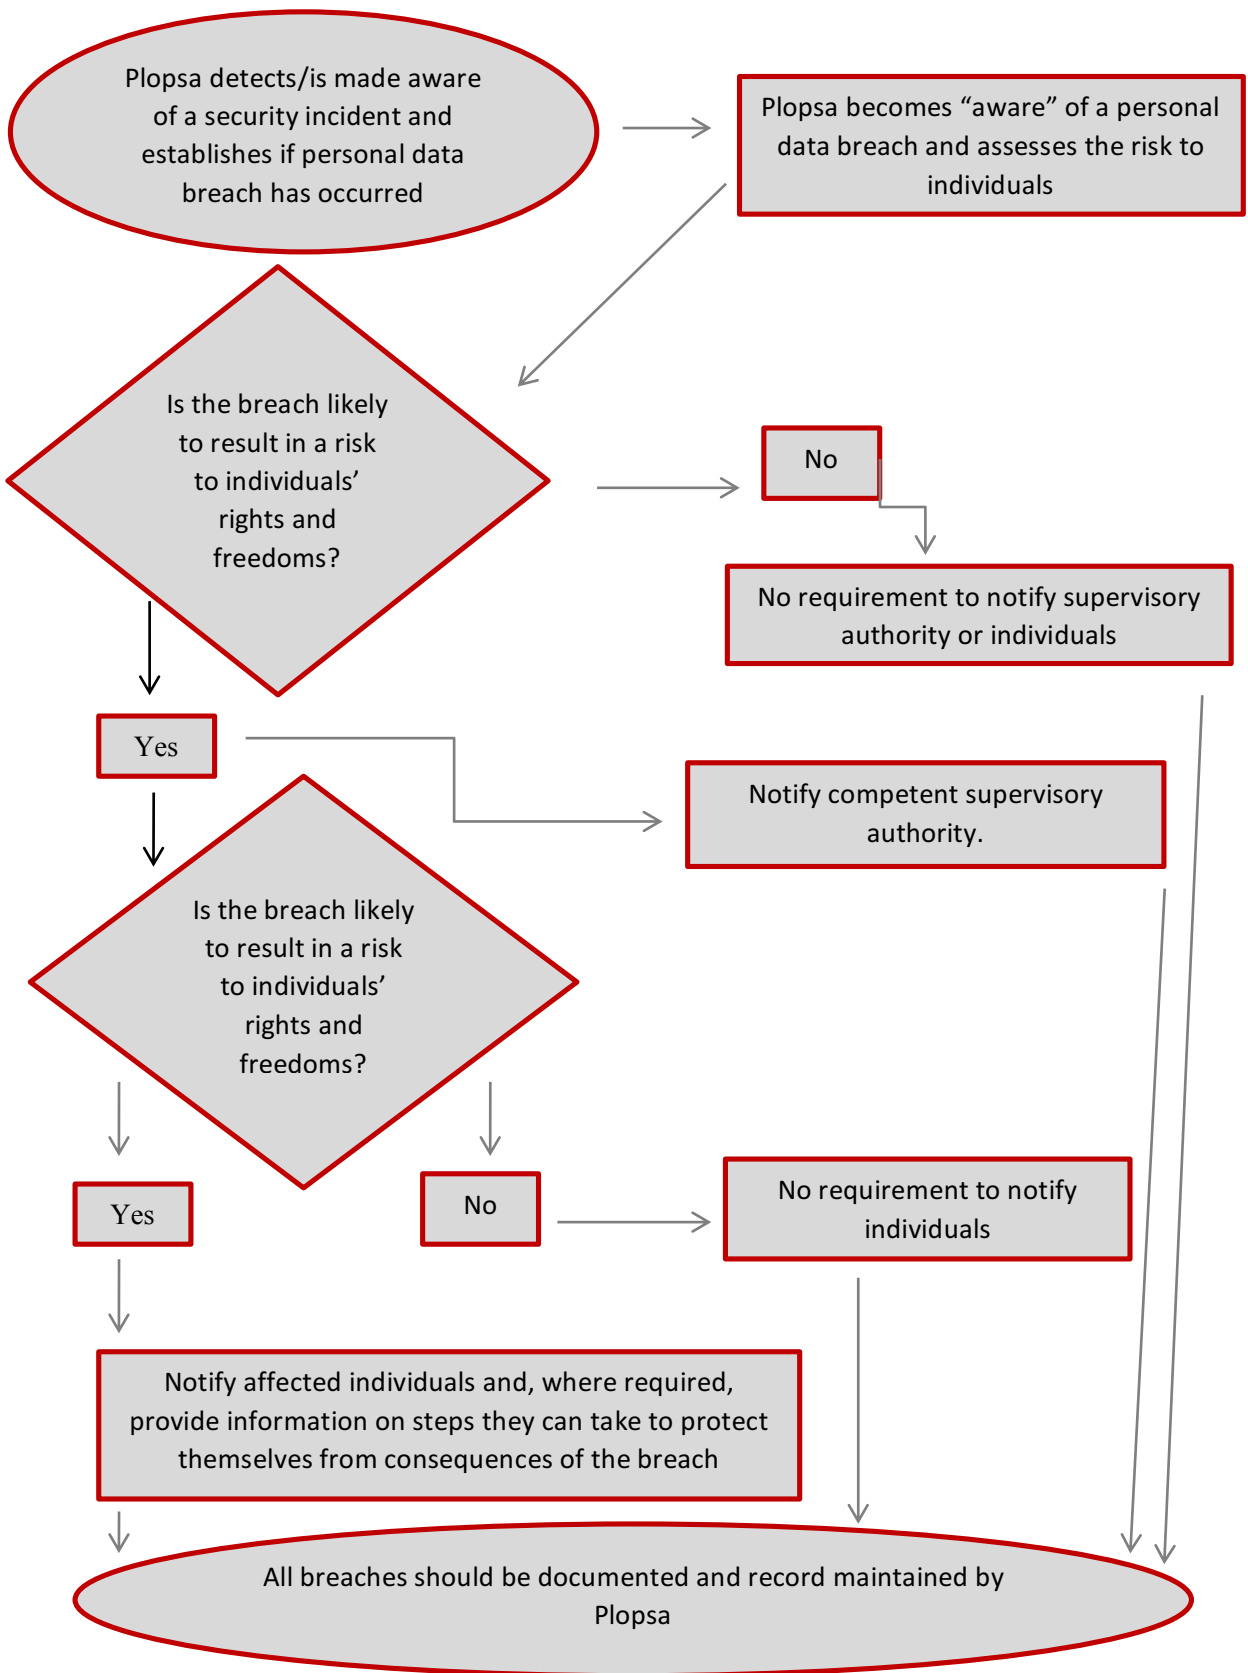 Plopsa detects/is made aware
of a security incident and
establishes if personal data
breach has occurred
Plopsa becomes “aware” of a personal
data breach and assesses the risk to
individuals
Is the breach likely
to result in a risk
to individuals’
rights and
freedoms?
No
No requirement to notify supervisory
authority or individuals
Yes
Notify competent supervisory
authority.
Is the breach likely
to result in a risk
to individuals’
rights and
freedoms?
Yes
No
No requirement to notify
individuals
Notify affected individuals and, where required,
provide information on steps they can take to protect
themselves from consequences of the breach
All breaches should be documented and record maintained by
Plopsa